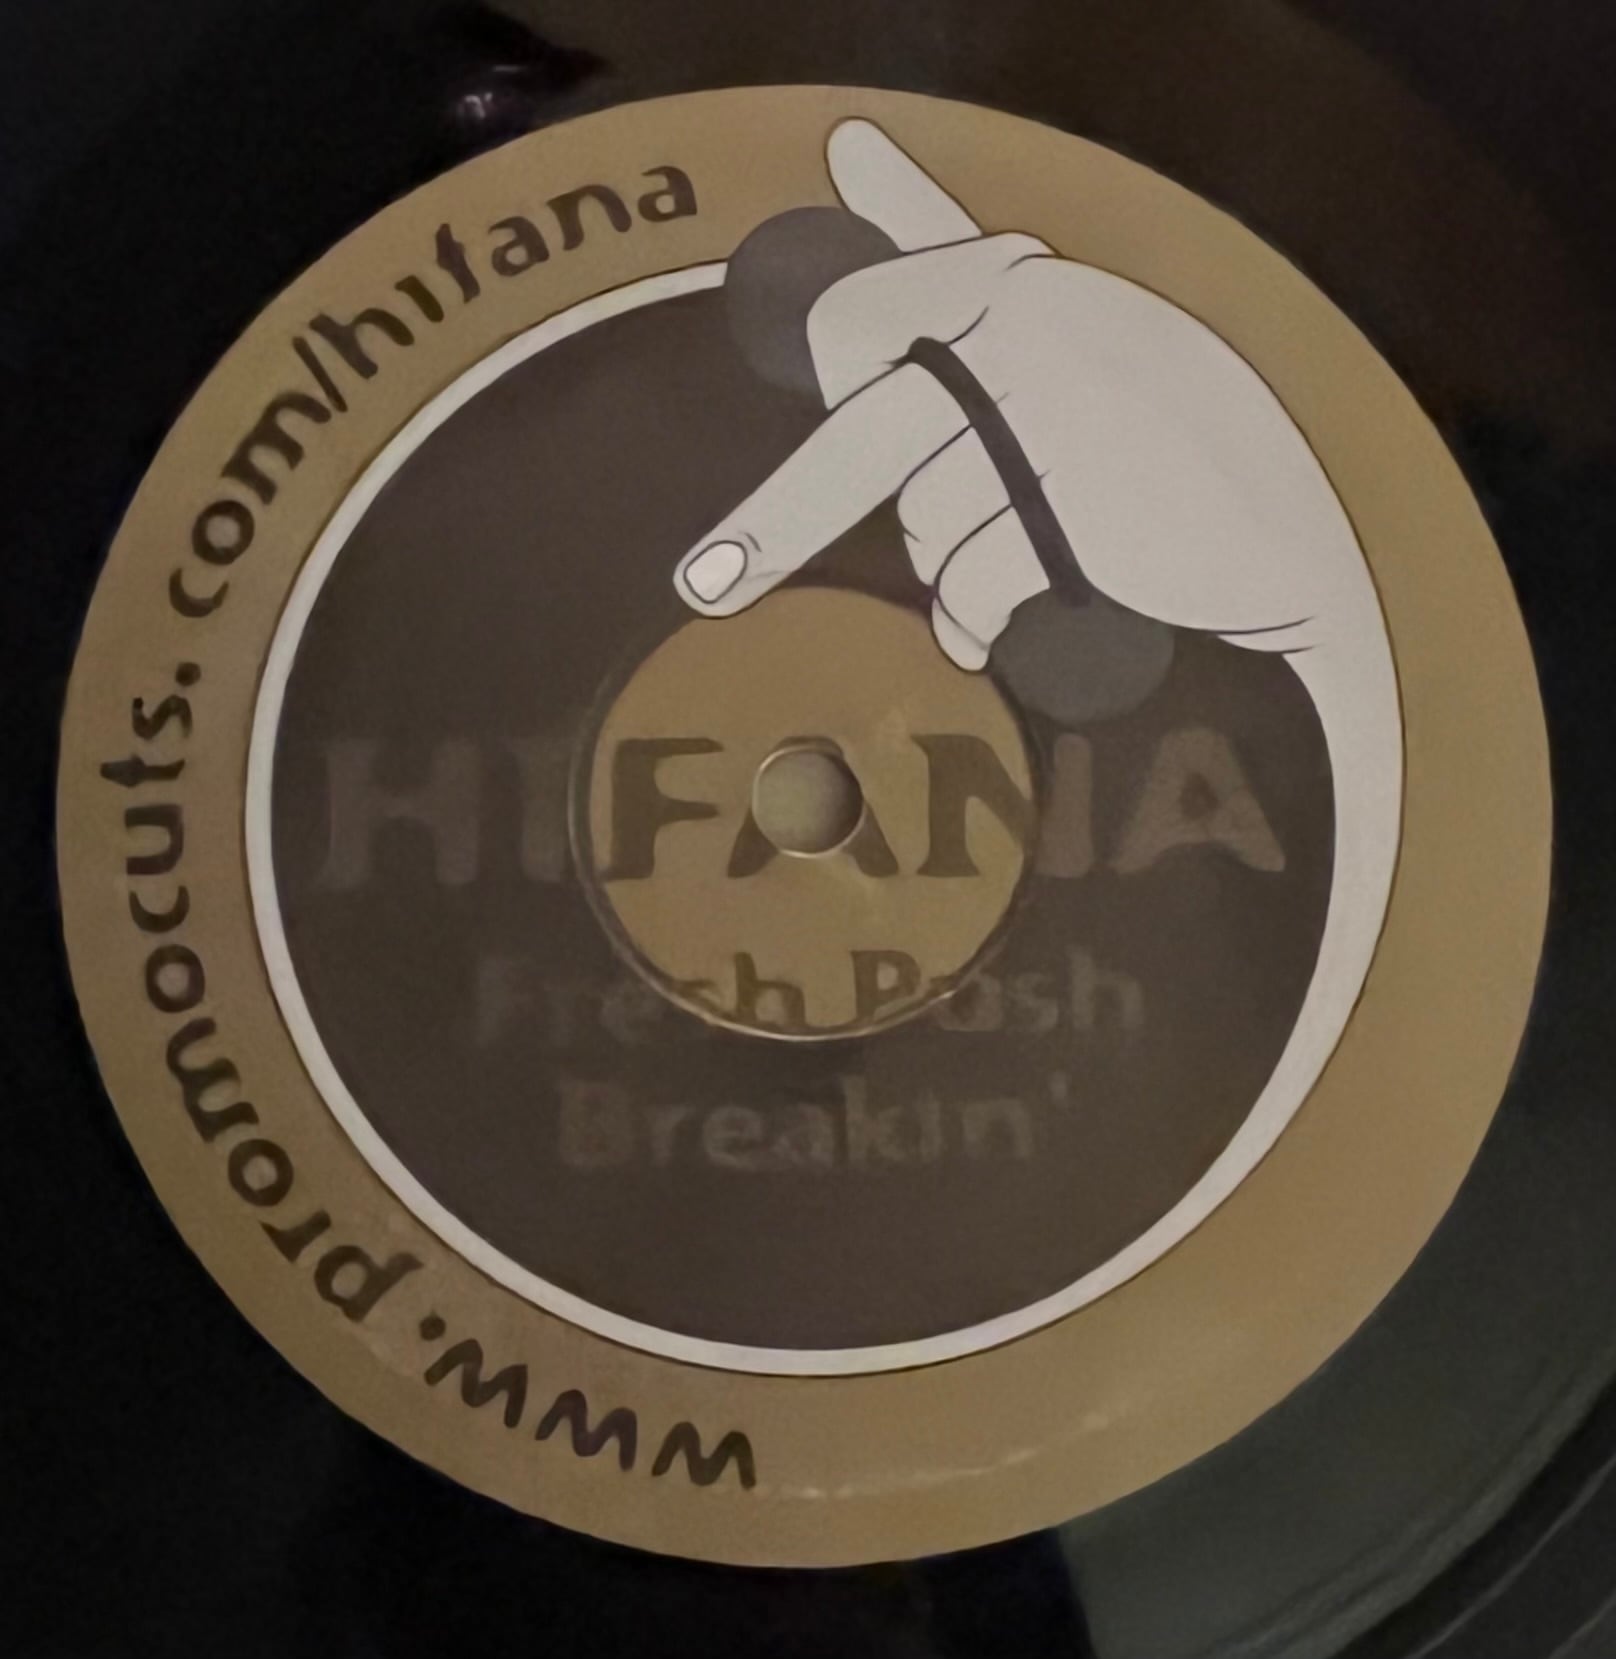 www.promocuts.com/hifana
HIFANA
Fresh Push
Breakin'